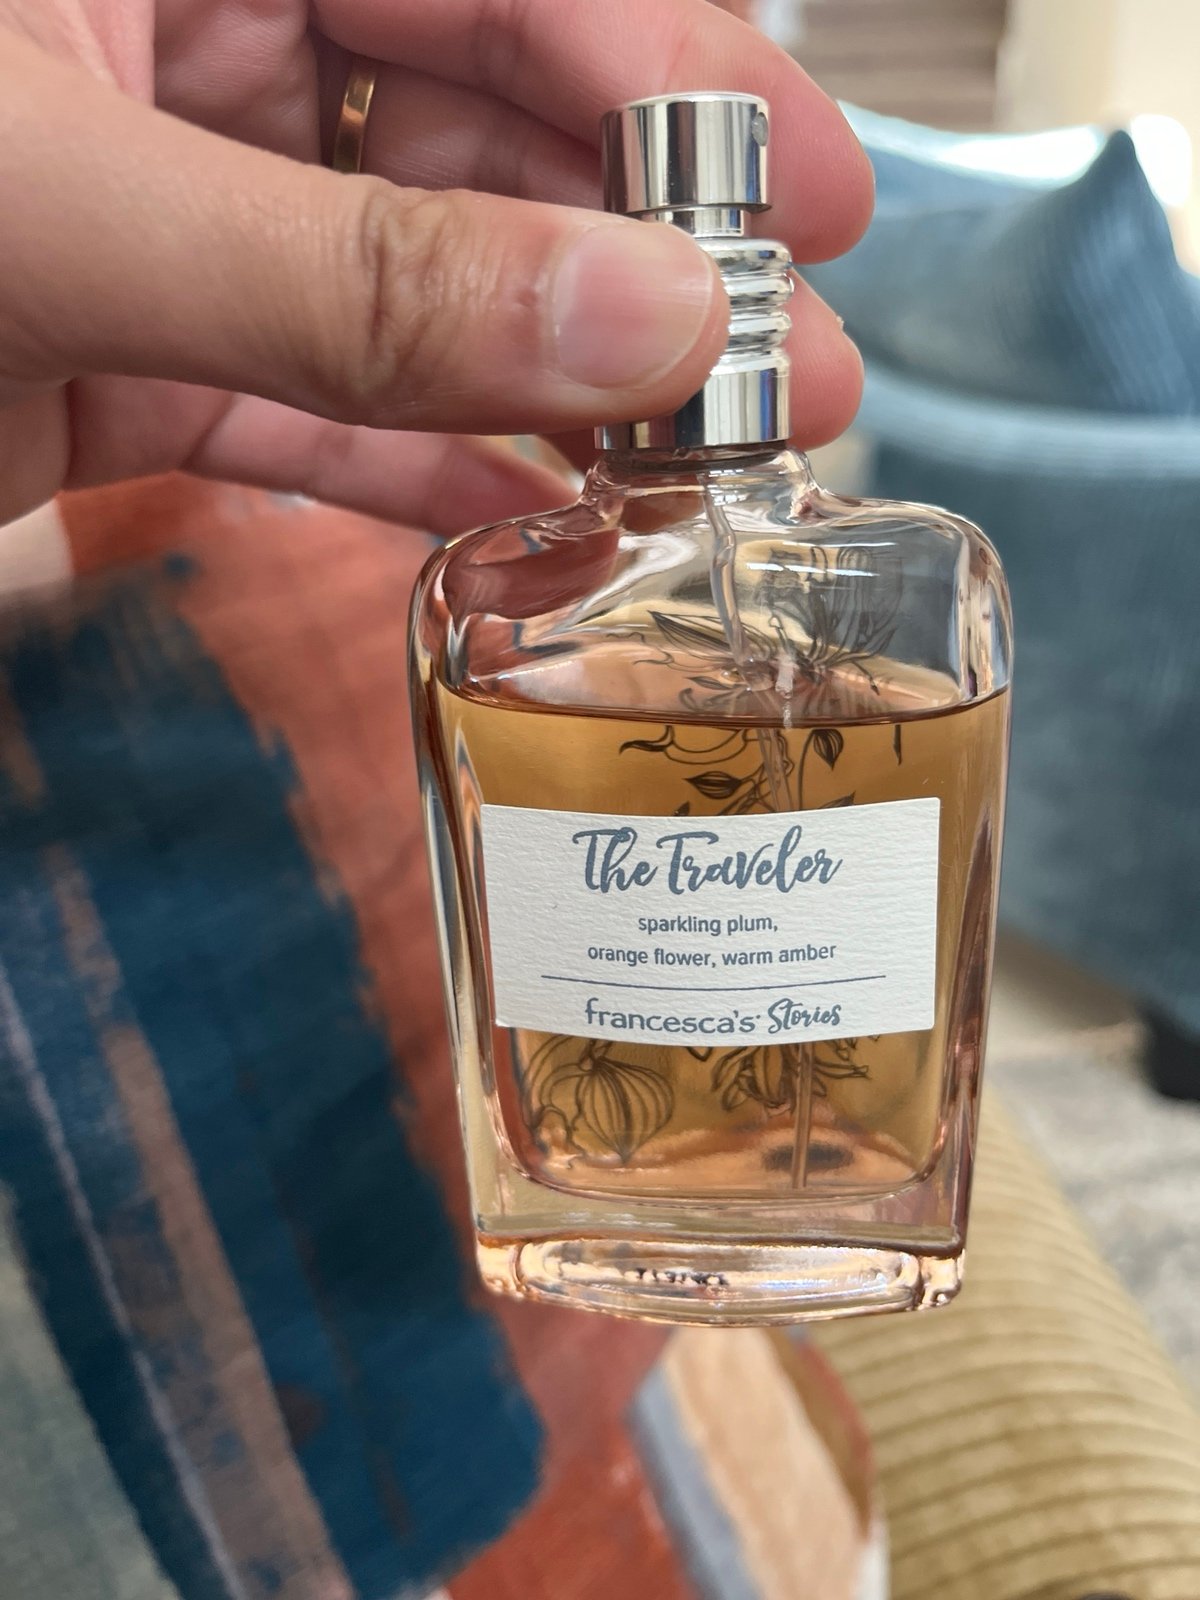 The Traveler
sparkling plum,
orange flower, warm amber
francesca's Stories